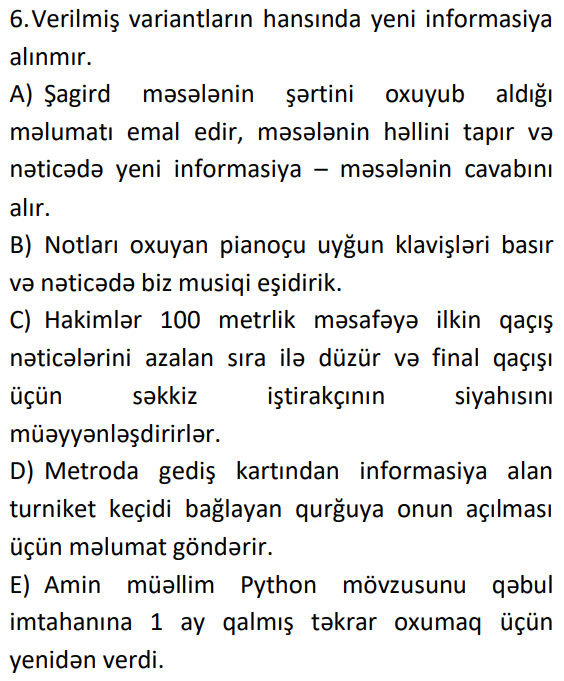 6.Verilmiş variantların hansında yeni informasiya
alınmır.
A) Şagird məsələnin şərtini oxuyub aldığı
məlumatı emal edir, məsələnin həllini tapır və
nəticədə yeni informasiya – məsələnin cavabını
alır.
B) Notları oxuyan pianoçu uyğun klavişləri basır
və nəticədə biz musiqi eşidirik.
C) Hakimlər 100 metrlik məsafəyə ilkin qaçış
nəticələrini azalan sıra ilə düzür və final qaçışı
üçün səkkiz iştirakçının siyahısını
müəyyənləşdirirlər.
D) Metroda gediş kartından informasiya alan
turniket keçidi bağlayan qurğuya onun açılması
üçün məlumat göndərir.
E) Amin müəllim Python mövzusunu qəbul
imtahanına 1 ay qalmış təkrar oxumaq üçün
yenidən verdi.